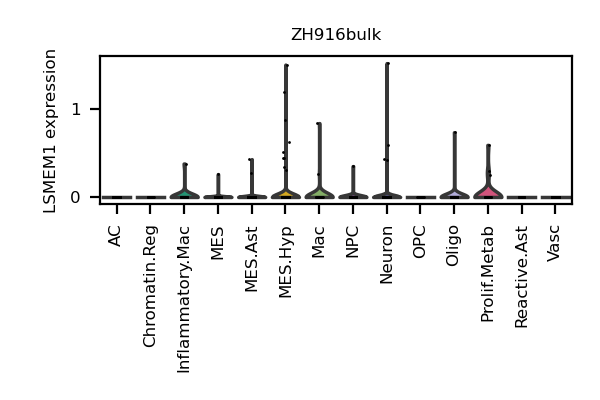 ZH916bulk
LSMEM1 expression
1
0
AC
Chromatin.Reg
Inflammatory.Mac
MES
MES.Ast
MES.Hyp
Mac
NPC
Neuron
OPC
Oligo
Prolif.Metab
Reactive.Ast
Vasc